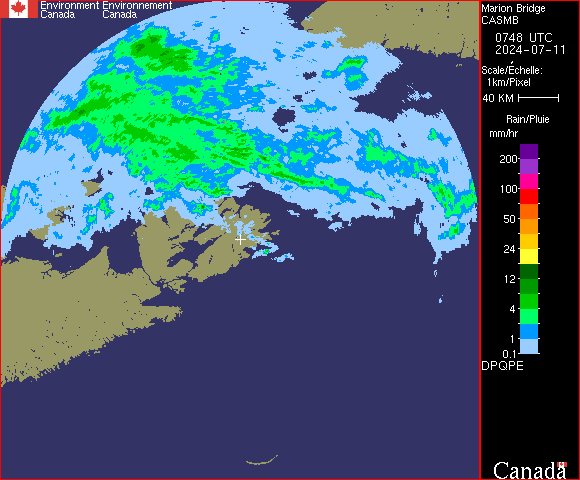 Environment Environnement
Canada Canada
Marion Bridge
CASMB
0748 UTC
2024-07-11
Scale/Echelle:
1km/Pixel
40 KM
Rain/Pluie
mm/hr
200
100
50
24
12
4
1
0.1
DPQPE
Canada